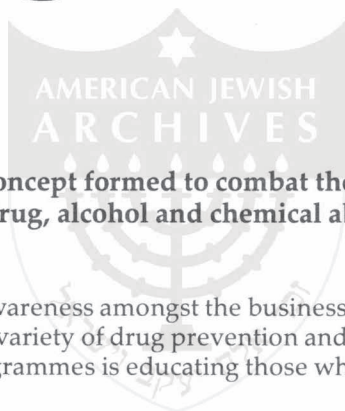 AMERICAN JEWISH
ARCHIVES
oncept formed to combat the
rug, alcohol and chemical al
wareness amongst the business
variety of drug prevention and
grammes is educating those wh